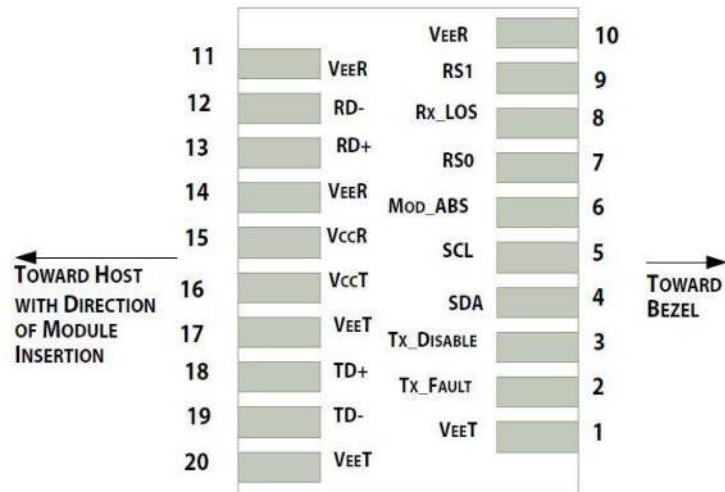 11 VEER
12 RD-
13 RD+
14 VEER
15 VCCR
16 VCCT
17 VEET
18 TD+
19 TD-
20 VEET
VEER 10
RS1 9
RX_LOS 8
RS0 7
MOD_ABS 6
SCL 5
SDA 4
TX_DISABLE 3
TX_FAULT 2
VEET 1
TOWARD HOST
WITH DIRECTION
OF MODULE
INSERTION
TOWARD
BEZEL